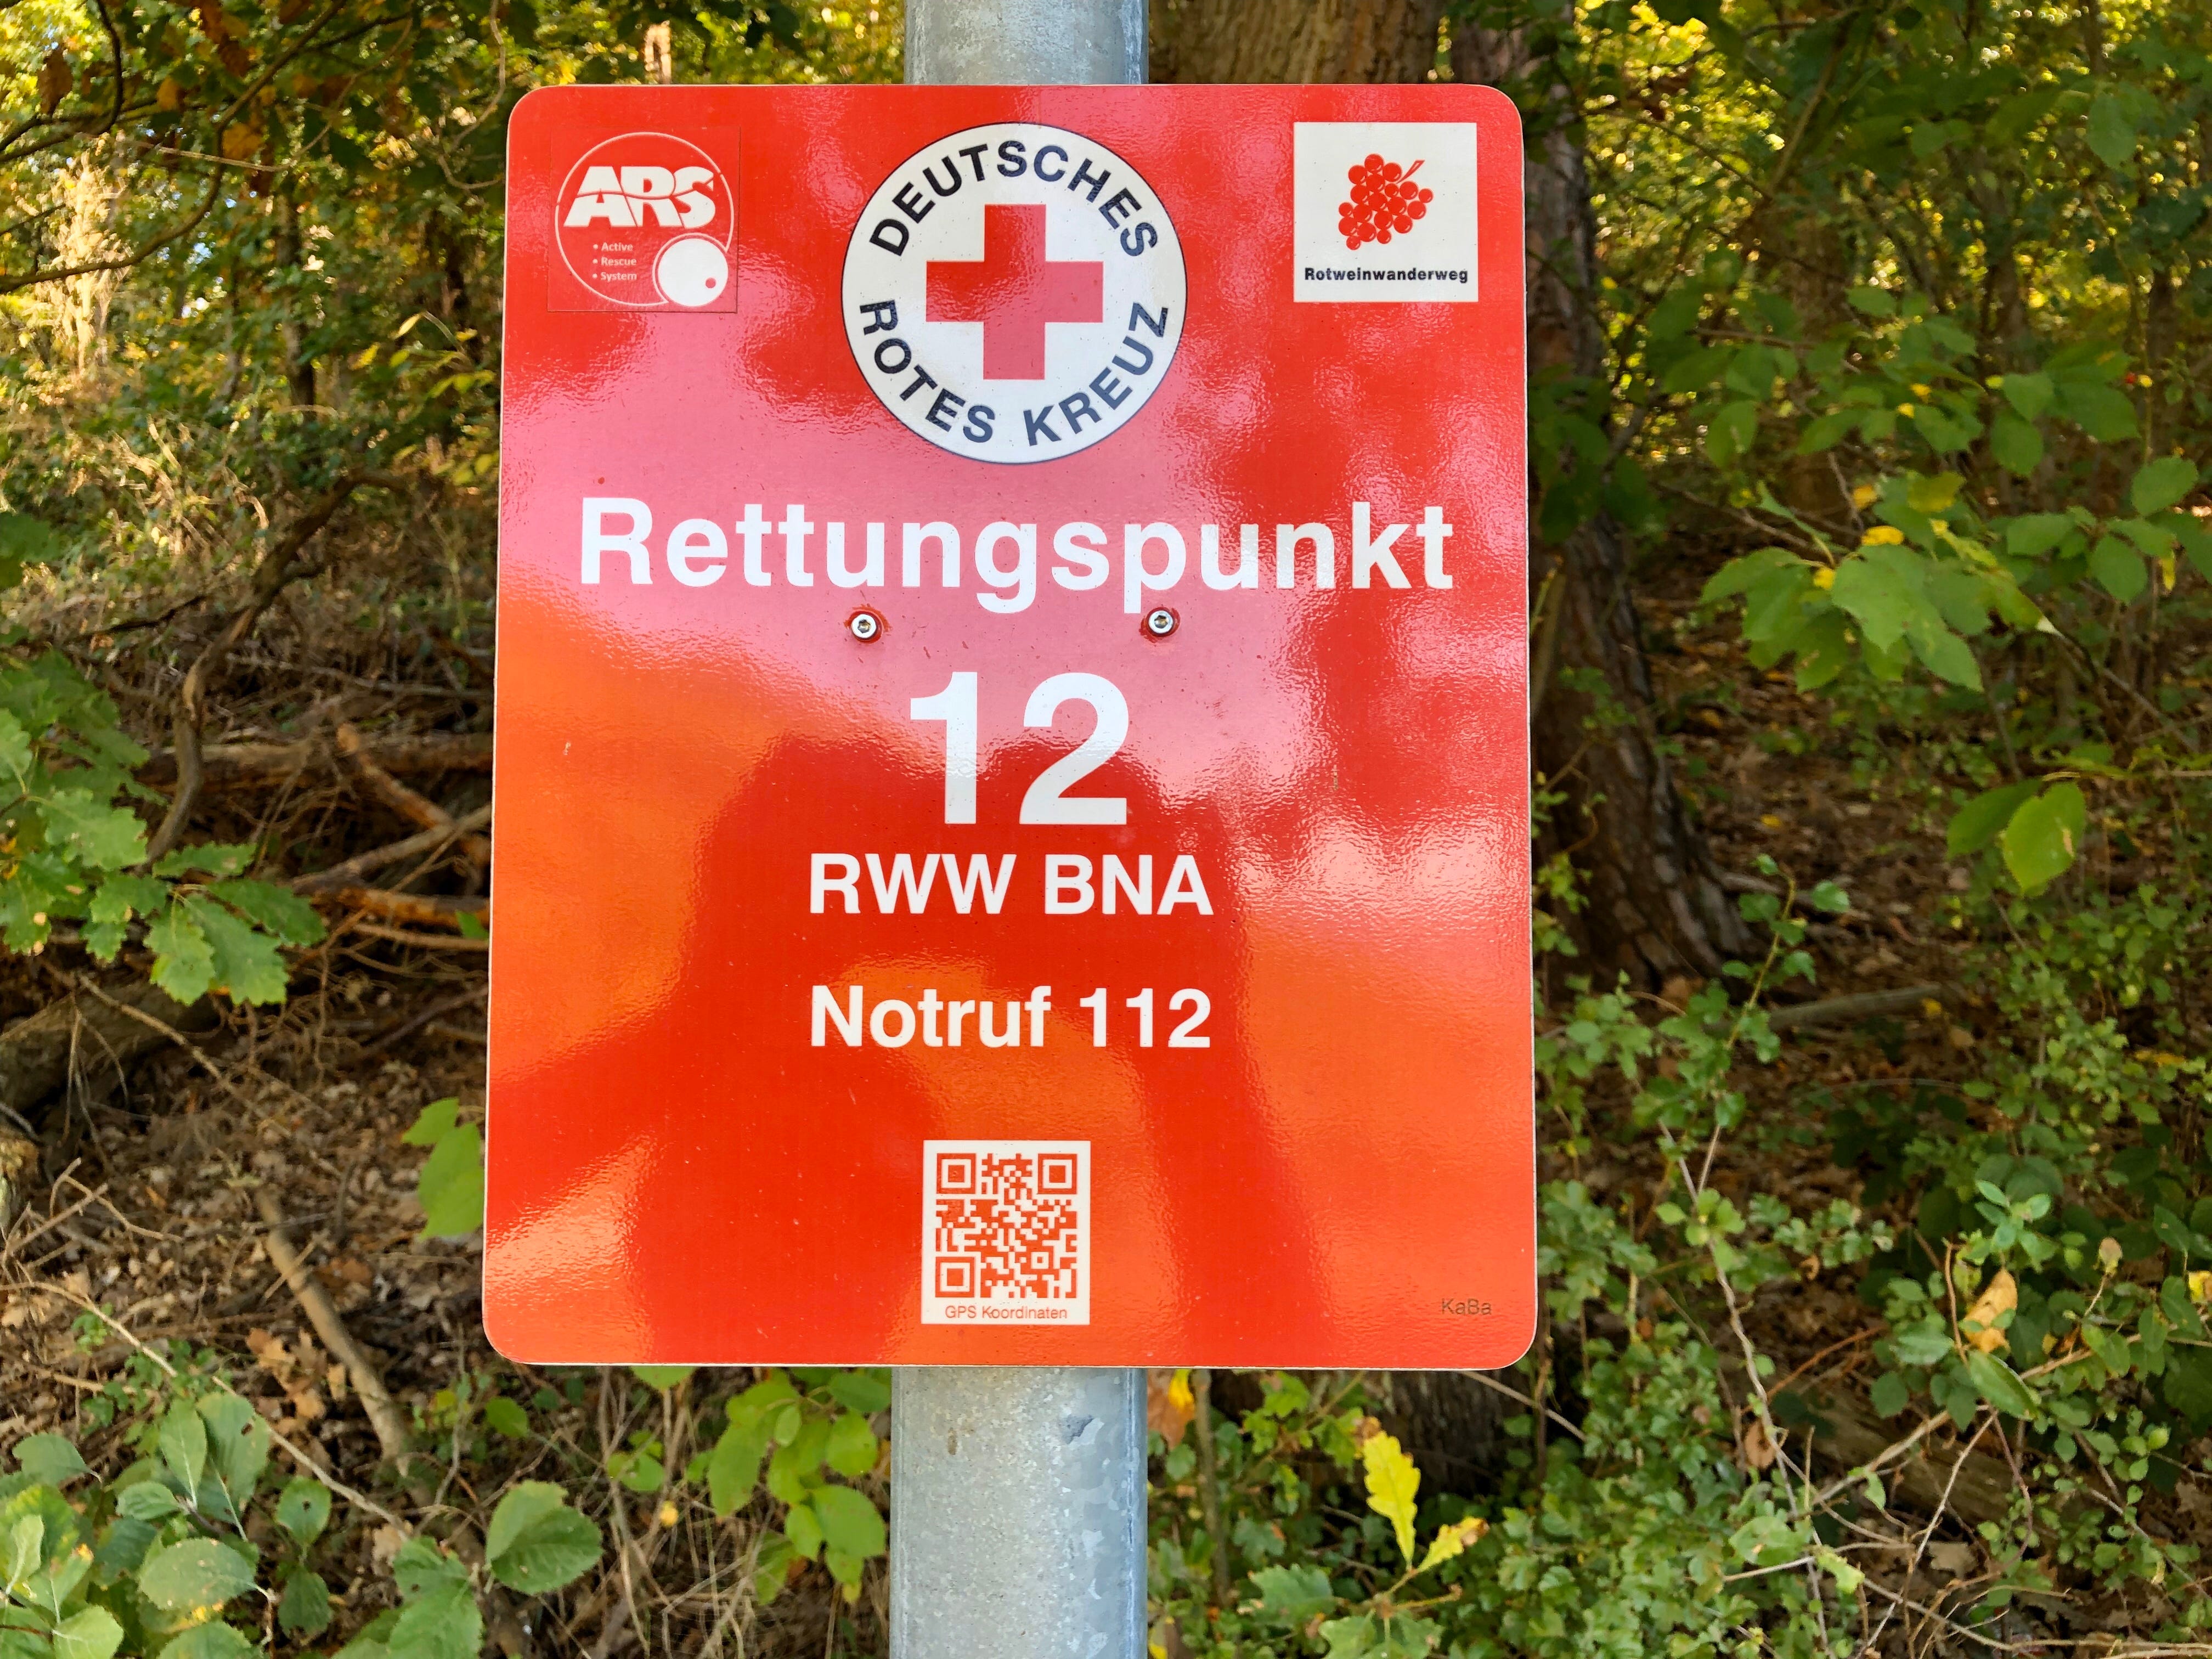 ARS
• Active
• Rescue
• System
DEUTSCHES
ROTES KREUZ
Rotweinwanderweg
Rettungspunkt
12
RWW BNA
Notruf 112
GPS Koordinaten
KaBa